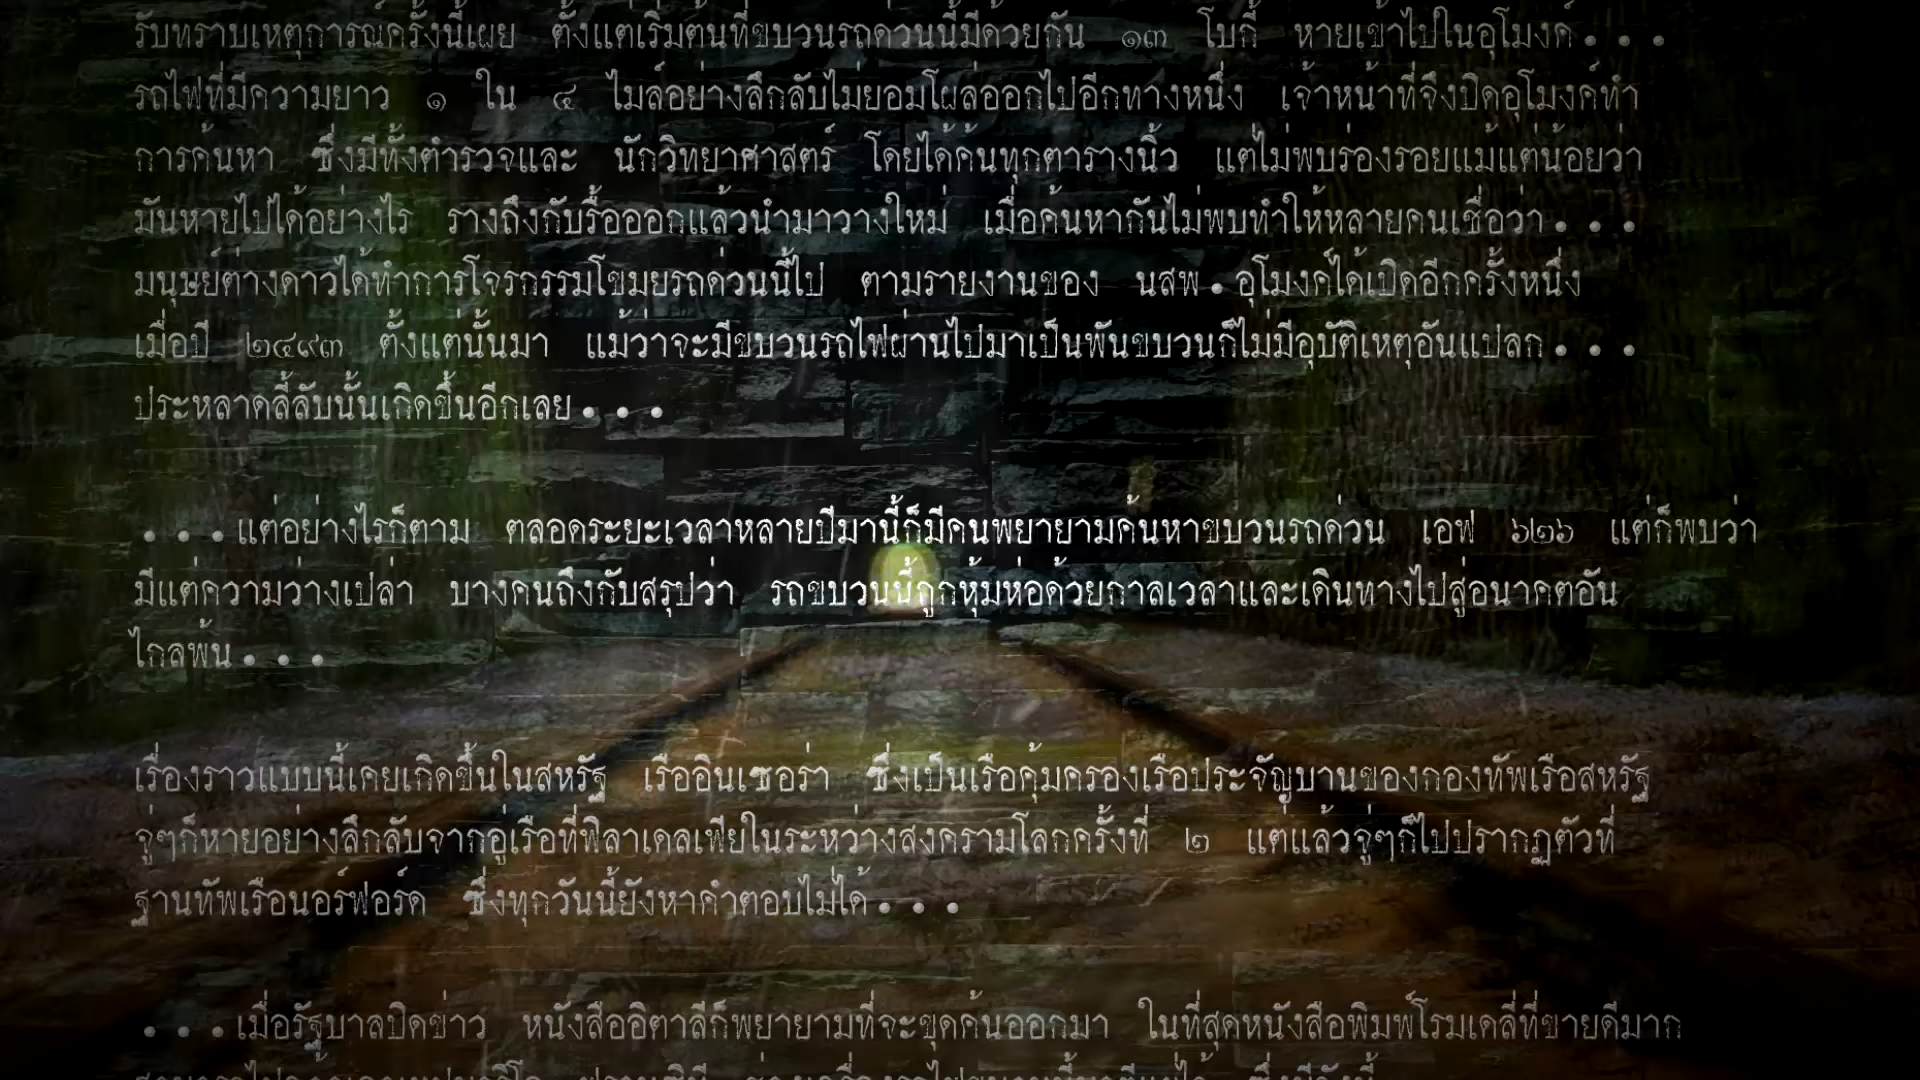 รับทราบเหตุการณ์ครั้งนี้เผย ตั้งแต่เริ่มต้นที่ขบวนรถด่วนนี้มีด้วยกัน ๑๓ โบกี้ หายเข้าไปในอุโมงค์...
รถไฟที่มีความยาว ๑ ใน ๔ ไมล์อย่างลึกลับไม่ยอมโผล่ออกไปอีกทางหนึ่ง เจ้าหน้าที่จึงปิดอุโมงค์ทำ
การค้นหา ซึ่งมีทั้งตำรวจและ นักวิทยาศาสตร์ โดยได้ค้นทุกตารางนิ้ว แต่ไม่พบร่องรอยแม้แต่น้อยว่า
มันหายไปได้อย่างไร รางถึงกับรื้อออกแล้วนำมาวางใหม่ เมื่อค้นหากันไม่พบทำให้หลายคนเชื่อว่า...
มนุษย์ต่างดาวได้ทำการโจรกรรมโขมยรถด่วนนี้ไป ตามรายงานของ นสพ.อุโมงค์ได้เปิดอีกครั้งหนึ่ง
เมื่อปี ๒๔๙๓ ตั้งแต่นั้นมา แม้ว่าจะมีขบวนรถไฟผ่านไปมาเป็นพันขบวนก็ไม่มีอุบัติเหตุอันแปลก...
ประหลาดลี้ลับนั้นเกิดขึ้นอีกเลย...
...แต่อย่างไรก็ตาม ตลอดระยะเวลาหลายปีมานี้ก็มีคนพยายามค้นหาขบวนรถด่วน เอฟ ๖๒๖ แต่ก็พบว่า
มีแต่ความว่างเปล่า บางคนถึงกับสรุปว่า รถขบวนนี้ถูกหุ้มห่อด้วยกาลเวลาและเดินทางไปสู่อนาคตอัน
ไกลพ้น...
เรื่องราวแบบนี้เคยเกิดขึ้นในสหรัฐ เรืออินเซอร่า ซึ่งเป็นเรือคุ้มครองเรือประจัญบานของกองทัพเรือสหรัฐ
จู่ๆก็หายอย่างลึกลับจากอู่เรือที่พิลาเดลเพียในระหว่างสงครามโลกครั้งที่ ๒ แต่แล้วจู่ๆก็ไปปรากฏตัวที่
ฐานทัพเรือนอร์ฟอร์ด ซึ่งทุกวันนี้ยังหาคำตอบไม่ได้...
...เมื่อรัฐบาลปิดข่าว หนังสืออิตาลีก็พยายามที่จะขุดค้นออกมา ในที่สุดหนังสือพิมพ์โรมเดลี่ที่ขายดีมาก